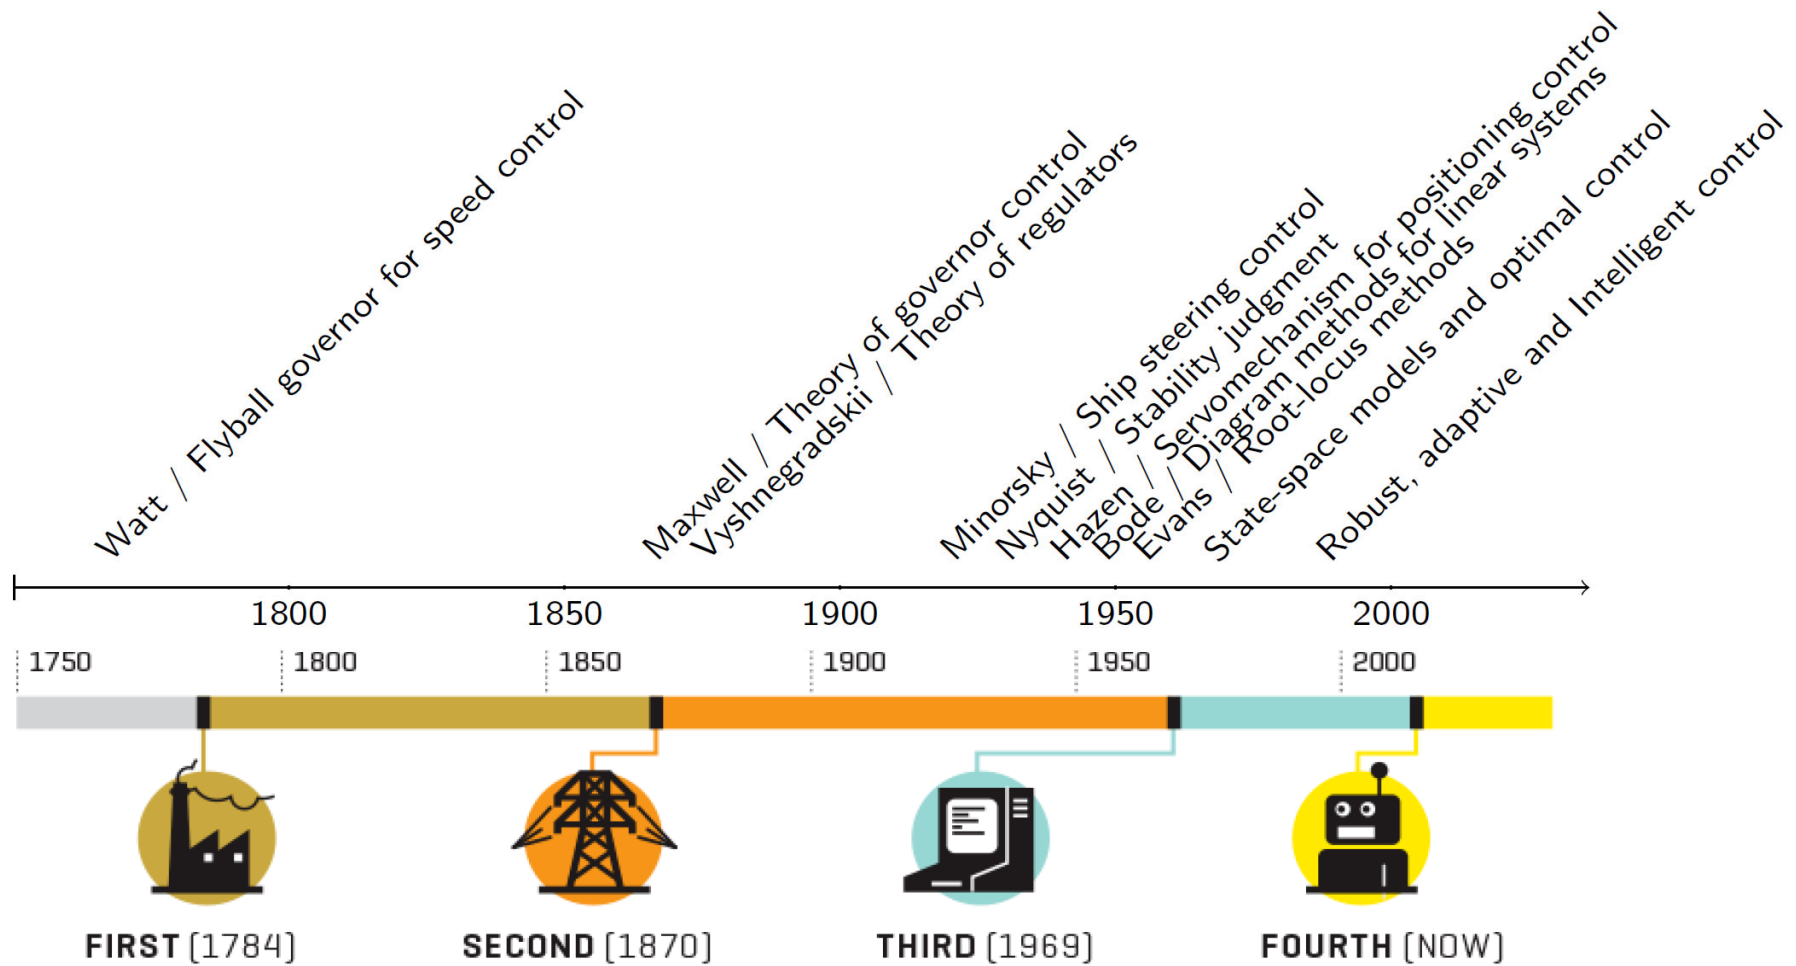 Watt / Flyball governor for speed control
Maxwell / Theory of governor control
Vyshnegradskii / Theory of regulators
Minorsky / Ship steering control
Nyquist / Stability judgment
Hazen / Servomechanism for positioning control
Bode / Diagram methods for linear systems
Evans / Root-locus methods
State-space models and optimal control
Robust, adaptive and Intelligent control
1800 1850 1900 1950 2000
1750 1800 1850 1900 1950 2000
FIRST (1784) SECOND (1870) THIRD (1969) FOURTH (NOW)